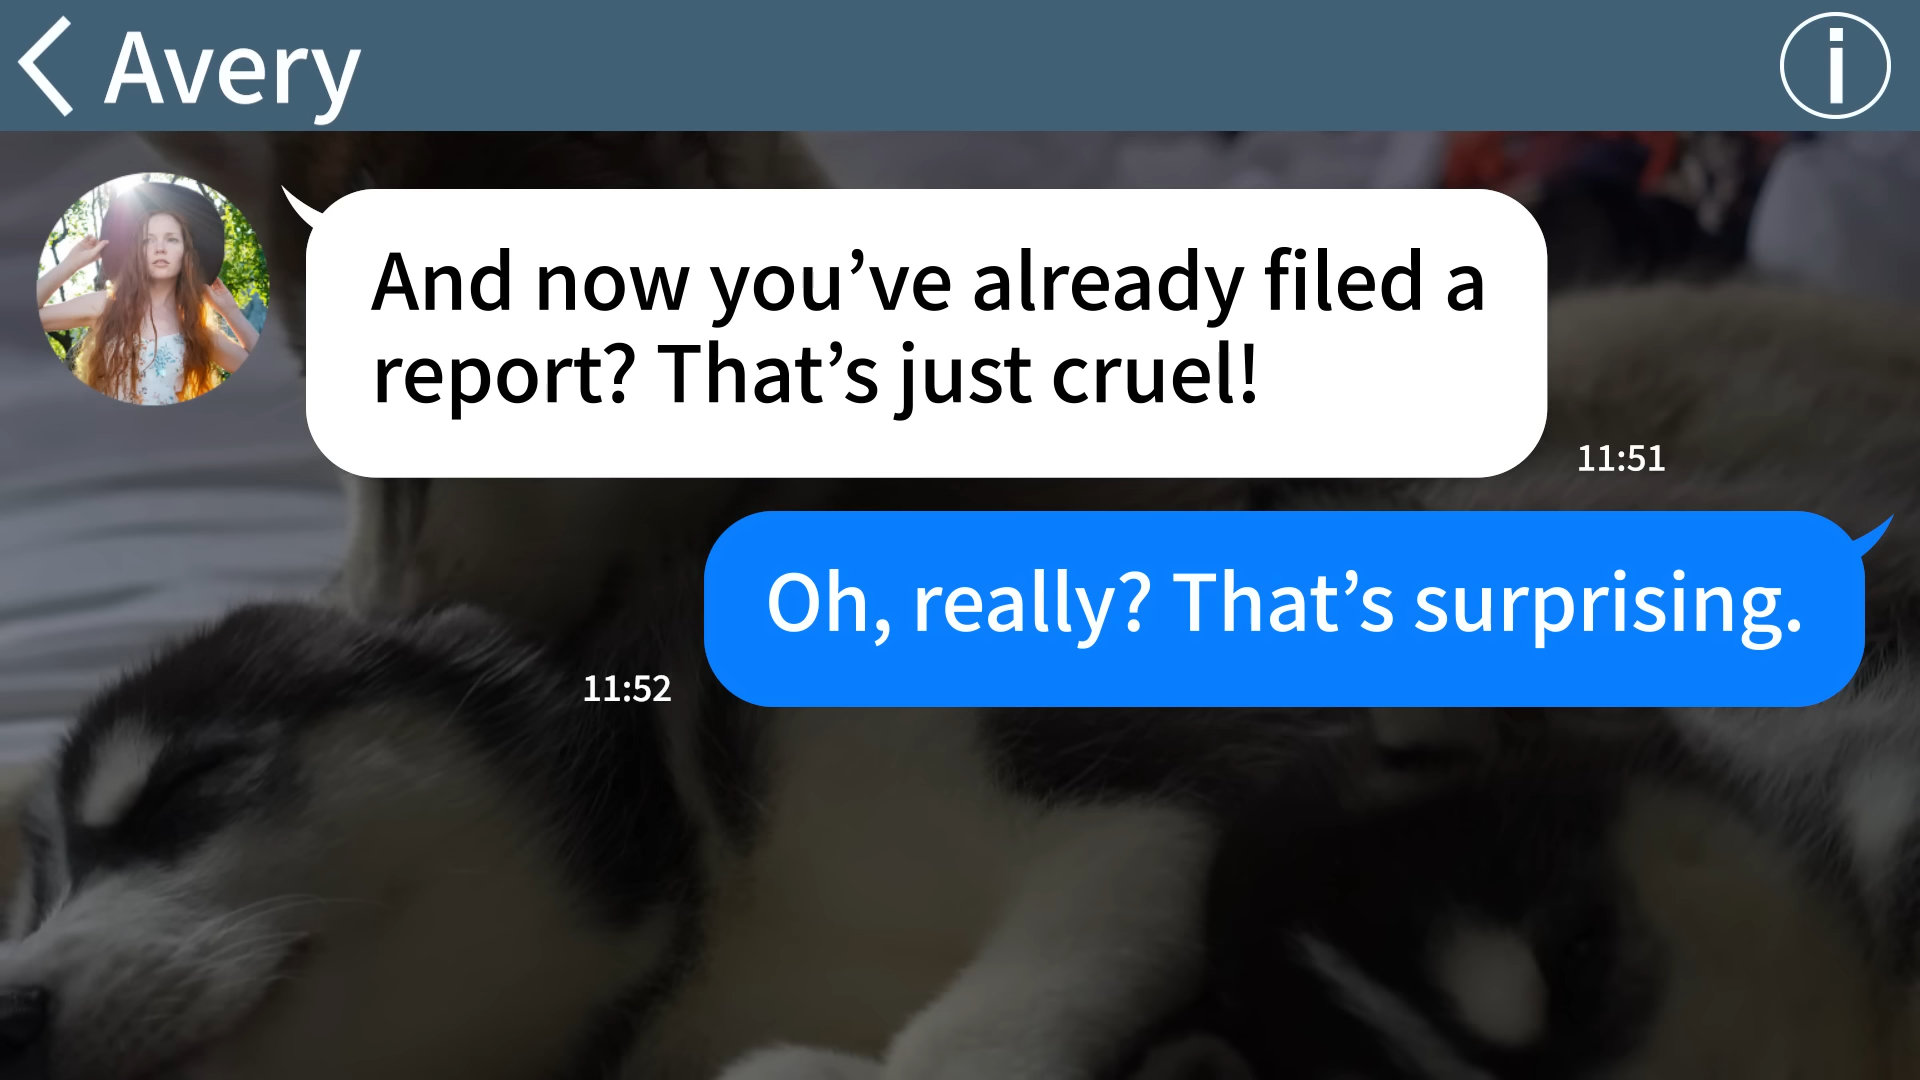 Avery
And now you’ve already filed a
report? That’s just cruel!
11:51
Oh, really? That’s surprising.
11:52